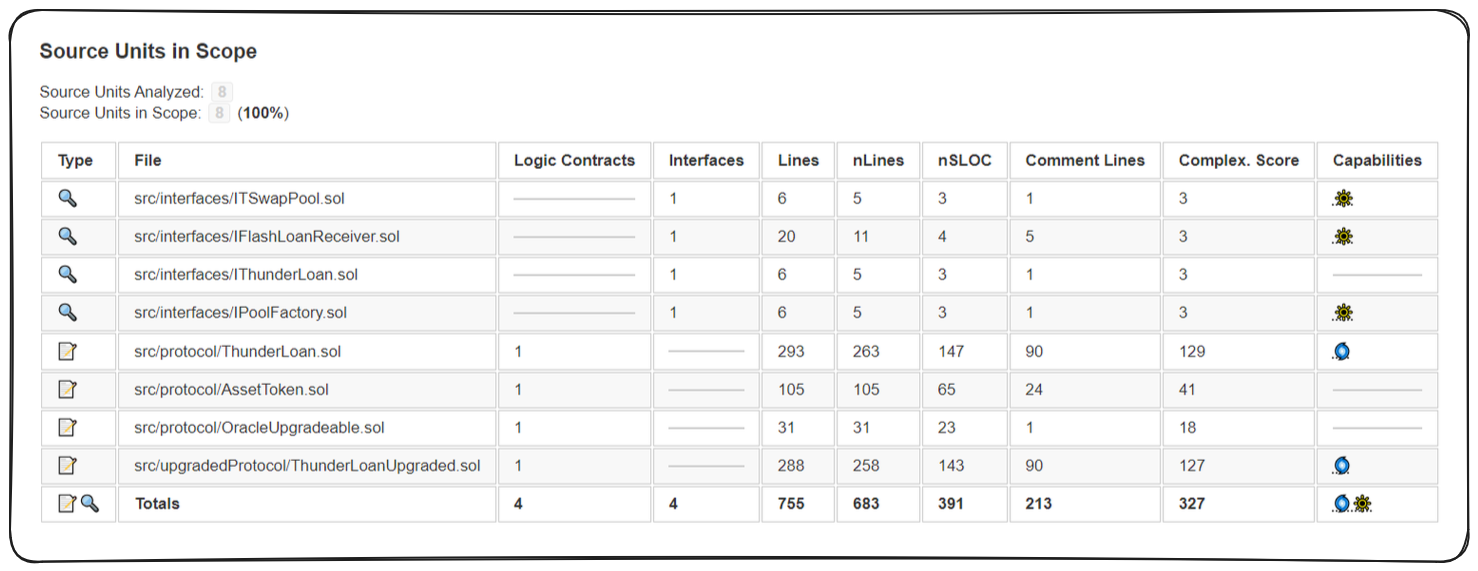 Source Units in Scope
Source Units Analyzed: 8
Source Units in Scope: 8 (100%)
Type File Logic Contracts Interfaces Lines nLines nSLOC Comment Lines Complex. Score Capabilities
src/interfaces/ITSwapPool.sol 1 6 5 3 1 3
src/interfaces/IFlashLoanReceiver.sol 1 20 11 4 5 3
src/interfaces/IThunderLoan.sol 1 6 5 3 1 3
src/interfaces/IPoolFactory.sol 1 6 5 3 1 3
src/protocol/ThunderLoan.sol 1 293 263 147 90 129
src/protocol/AssetToken.sol 1 105 105 65 24 41
src/protocol/OracleUpgradeable.sol 1 31 31 23 1 18
src/upgradedProtocol/ThunderLoanUpgraded.sol 1 288 258 143 90 127
Totals 4 4 755 683 391 213 327